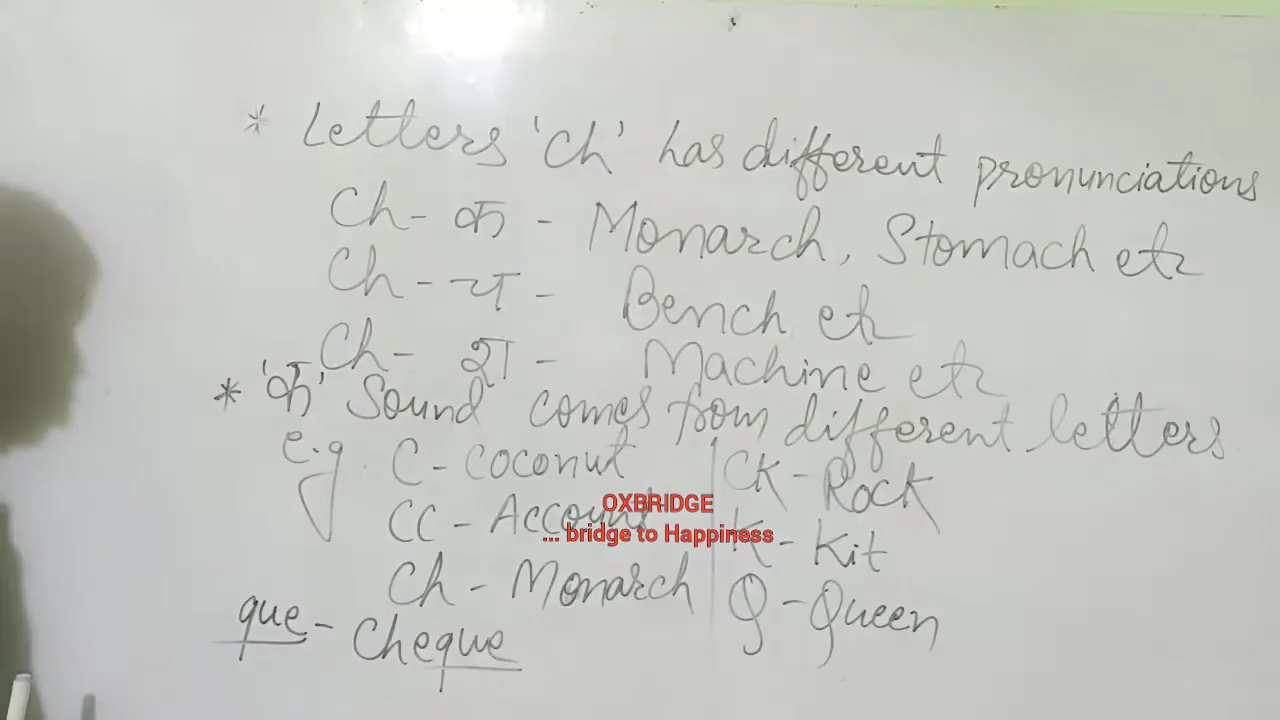 * Letters 'Ch' has different pronunciations
Ch - क - Monarch, Stomach etc
Ch - च - Bench etc
Ch - श - Machine etc
* 'क' Sound comes from different letters
e.g. C - Coconut
CC - Account
Ch - Monarch
que - Cheque
CK - Rock
K - Kit
Q - Queen
OXBRIDGE
... bridge to Happiness